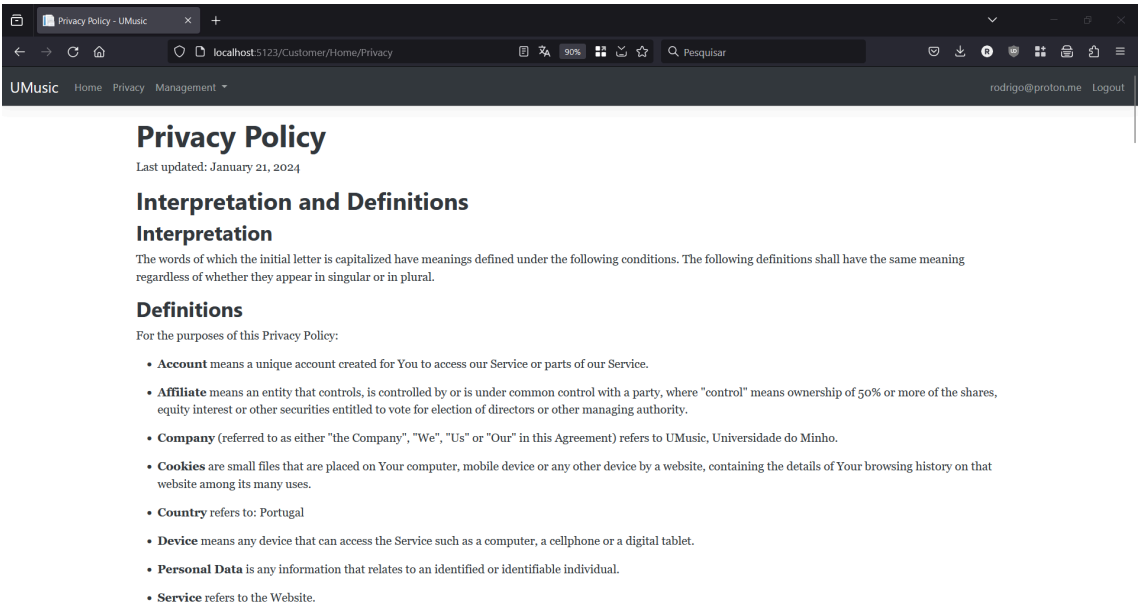 Privacy Policy - UMusic
localhost:5123/Customer/Home/Privacy
90%
Pesquisar
UMusic Home Privacy Management
rodrigo@proton.me Logout
Privacy Policy
Last updated: January 21, 2024
Interpretation and Definitions
Interpretation
The words of which the initial letter is capitalized have meanings defined under the following conditions. The following definitions shall have the same meaning
regardless of whether they appear in singular or in plural.
Definitions
For the purposes of this Privacy Policy:
• Account means a unique account created for You to access our Service or parts of our Service.
• Affiliate means an entity that controls, is controlled by or is under common control with a party, where "control" means ownership of 50% or more of the shares,
equity interest or other securities entitled to vote for election of directors or other managing authority.
• Company (referred to as either "the Company", "We", "Us" or "Our" in this Agreement) refers to UMusic, Universidade do Minho.
• Cookies are small files that are placed on Your computer, mobile device or any other device by a website, containing the details of Your browsing history on that
website among its many uses.
• Country refers to: Portugal
• Device means any device that can access the Service such as a computer, a cellphone or a digital tablet.
• Personal Data is any information that relates to an identified or identifiable individual.
• Service refers to the Website.